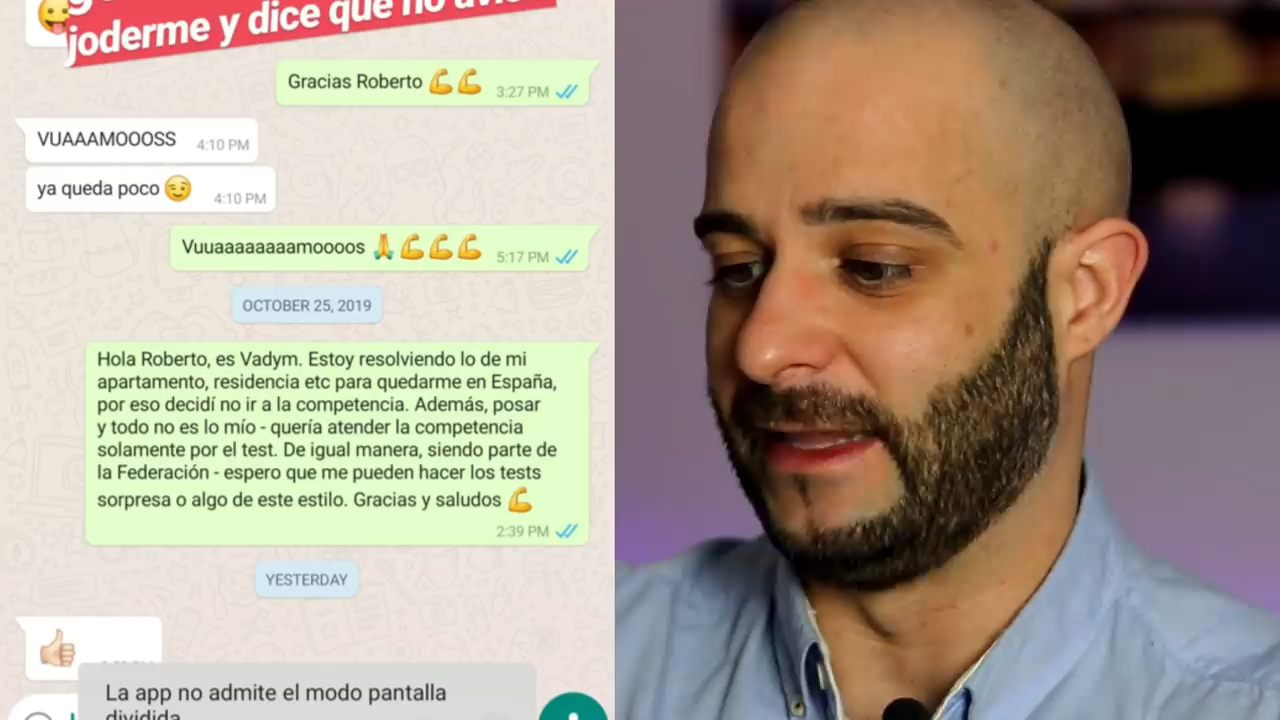 joderme y dice que no
Gracias Roberto 💪💪 3:27 PM
VUAAAMOOOSS 4:10 PM
ya queda poco 😉 4:10 PM
Vuuaaaaaaaamoooos 🙏💪💪💪 5:17 PM
OCTOBER 25, 2019
Hola Roberto, es Vadym. Estoy resolviendo lo de mi
apartamento, residencia etc para quedarme en España,
por eso decidí no ir a la competencia. Además, posar
y todo no es lo mío - quería atender la competencia
solamente por el test. De igual manera, siendo parte de
la Federación - espero que me pueden hacer los tests
sorpresa o algo de este estilo. Gracias y saludos 💪
2:39 PM
YESTERDAY
👍🏻
La app no admite el modo pantalla
dividida